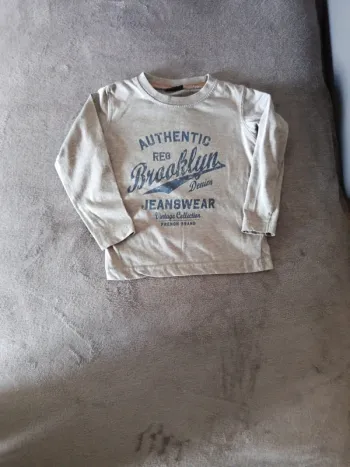 AUTHENTIC
REG
Brooklyn
Denim
JEANSWEAR
Vintage Collection